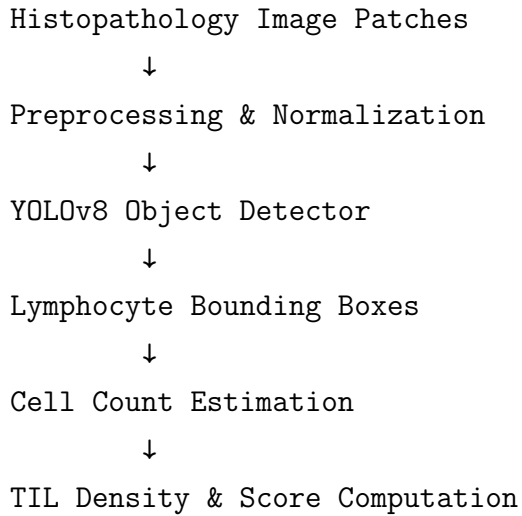 Histopathology Image Patches
↓
Preprocessing & Normalization
↓
YOLOv8 Object Detector
↓
Lymphocyte Bounding Boxes
↓
Cell Count Estimation
↓
TIL Density & Score Computation